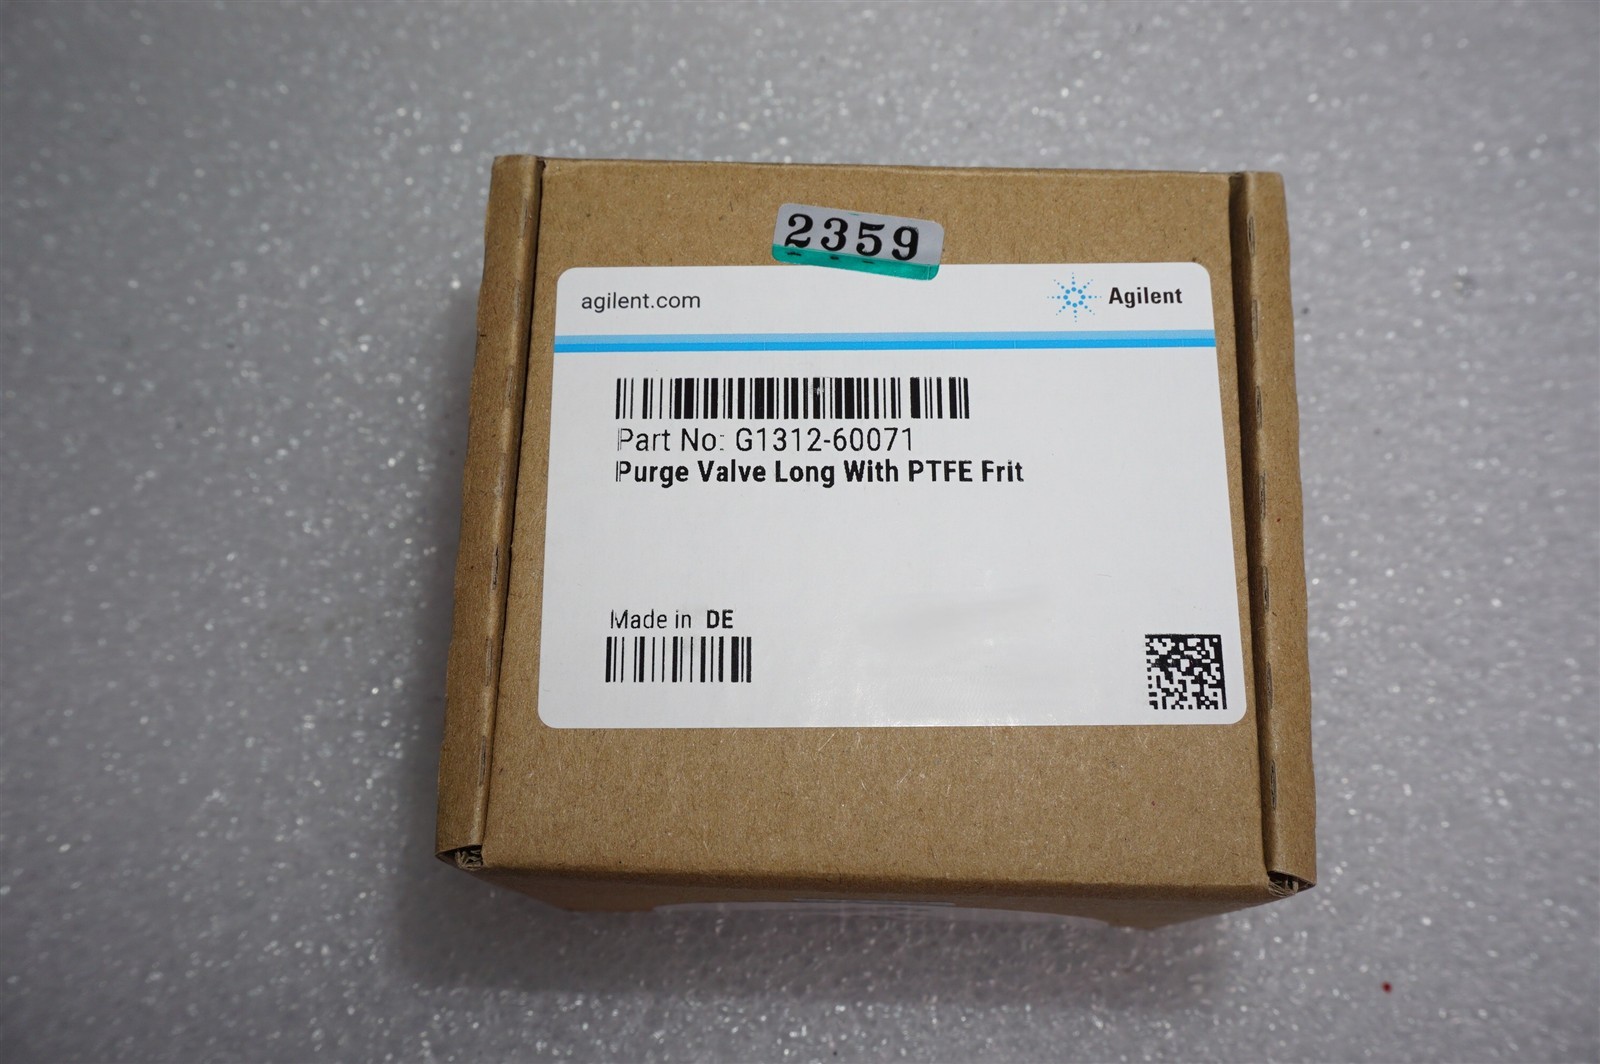 2359
agilent.com
Agilent
Part No: G1312-60071
Purge Valve Long With PTFE Frit
Made in DE